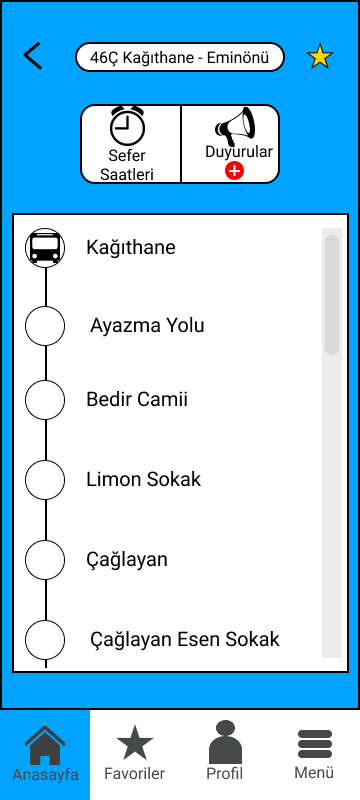 46Ç Kağıthane - Eminönü
Sefer
Saatleri
Duyurular
Kağıthane
Ayazma Yolu
Bedir Camii
Limon Sokak
Çağlayan
Çağlayan Esen Sokak
Anasayfa
Favoriler
Profil
Menü